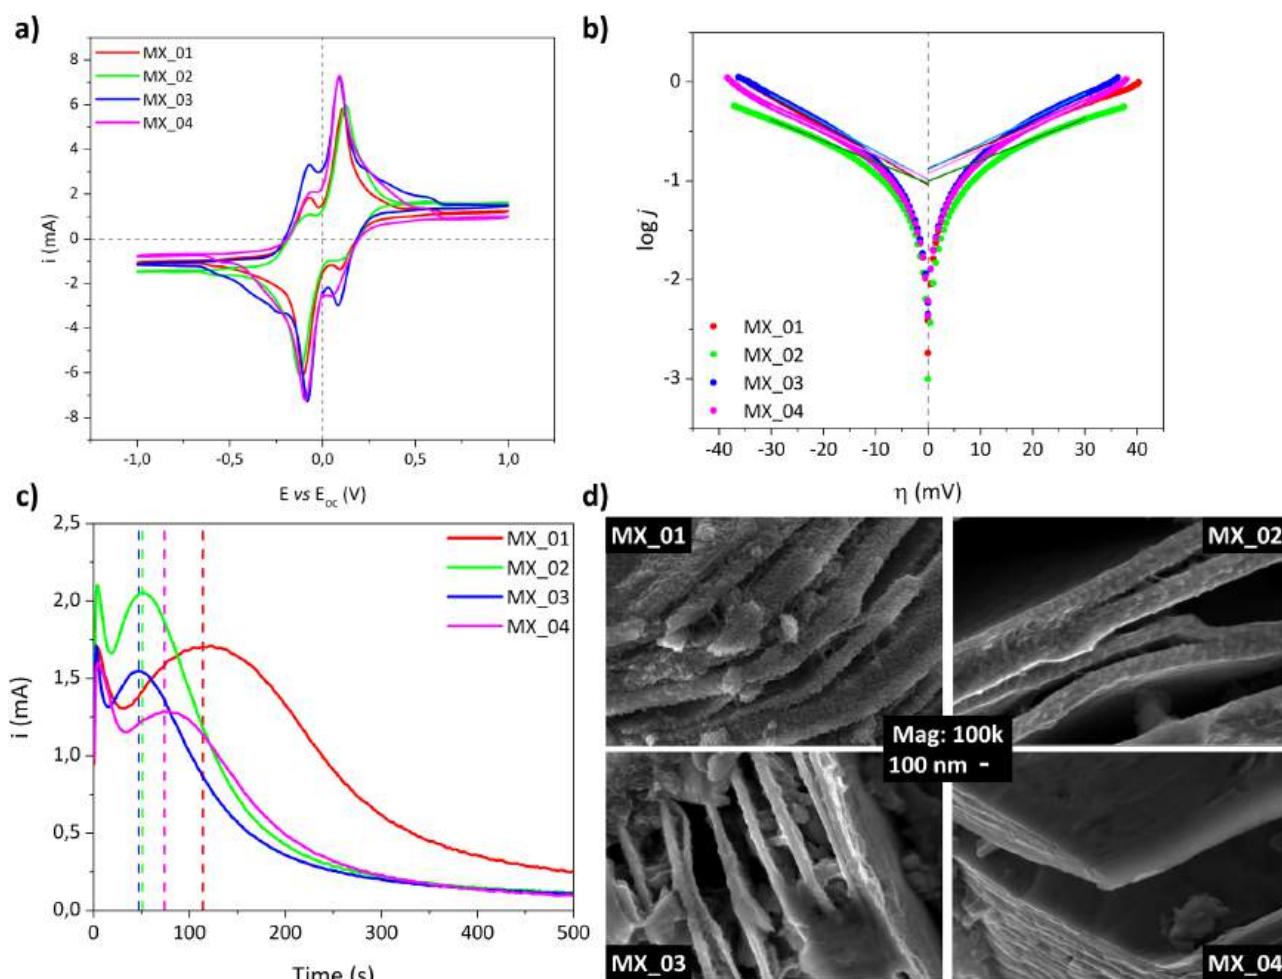 a)
MX_01
MX_02
MX_03
MX_04
8
6
4
2
0
-2
-4
-6
-8
i (mA)
-1,0
-0,5
0,0
0,5
1,0
E vs E_oc (V)
b)
0
-1
-2
-3
log j
MX_01
MX_02
MX_03
MX_04
-40
-30
-20
-10
0
10
20
30
40
η (mV)
c)
2,5
2,0
1,5
1,0
0,5
0,0
i (mA)
MX_01
MX_02
MX_03
MX_04
0
100
200
300
400
500
Time (s)
d)
MX_01
MX_02
Mag: 100k
100 nm -
MX_03
MX_04